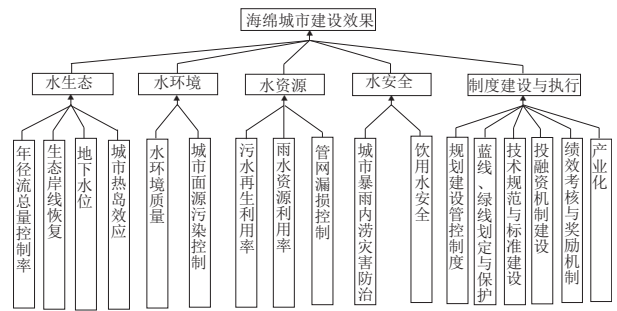 海绵城市建设效果
水生态
水环境
水资源
水安全
制度建设与执行
年径流总量控制率
生态岸线恢复
地下水位
城市热岛效应
水环境质量
城市面源污染控制
污水再生利用率
雨水资源利用率
管网漏损控制
城市暴雨内涝灾害防治
饮用水安全
规划建设管控制度
蓝线、绿线划定与保护
技术规范与标准建设
投融资机制建设
绩效考核与奖励机制
产业化